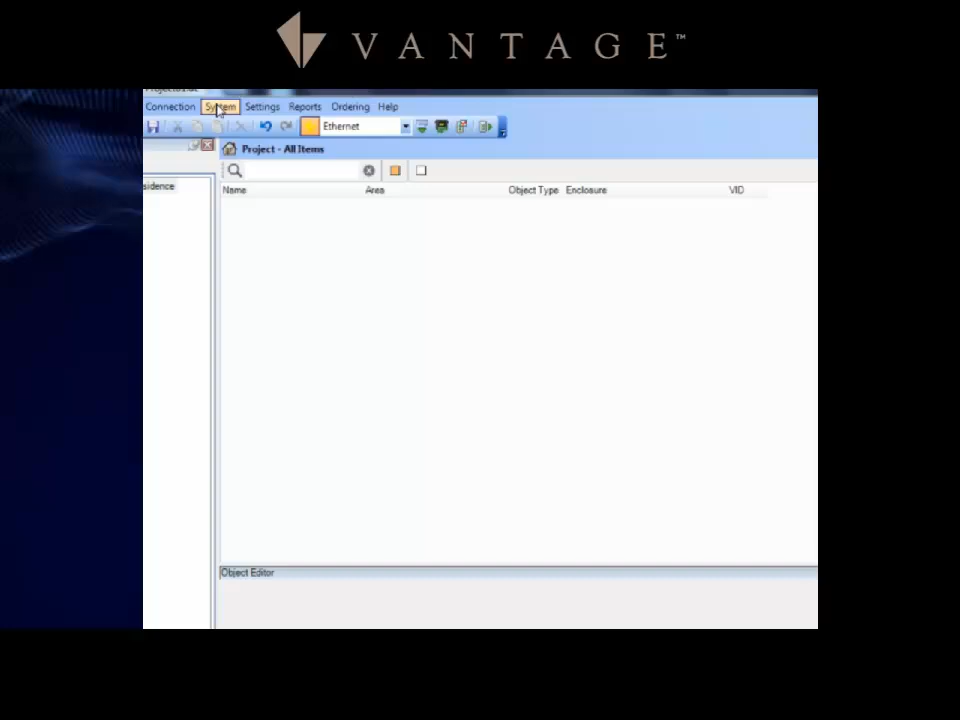 VANTAGE™
Connection System Settings Reports Ordering Help
Ethernet
Project - All Items
sidence
Name Area Object Type Enclosure VID
Object Editor